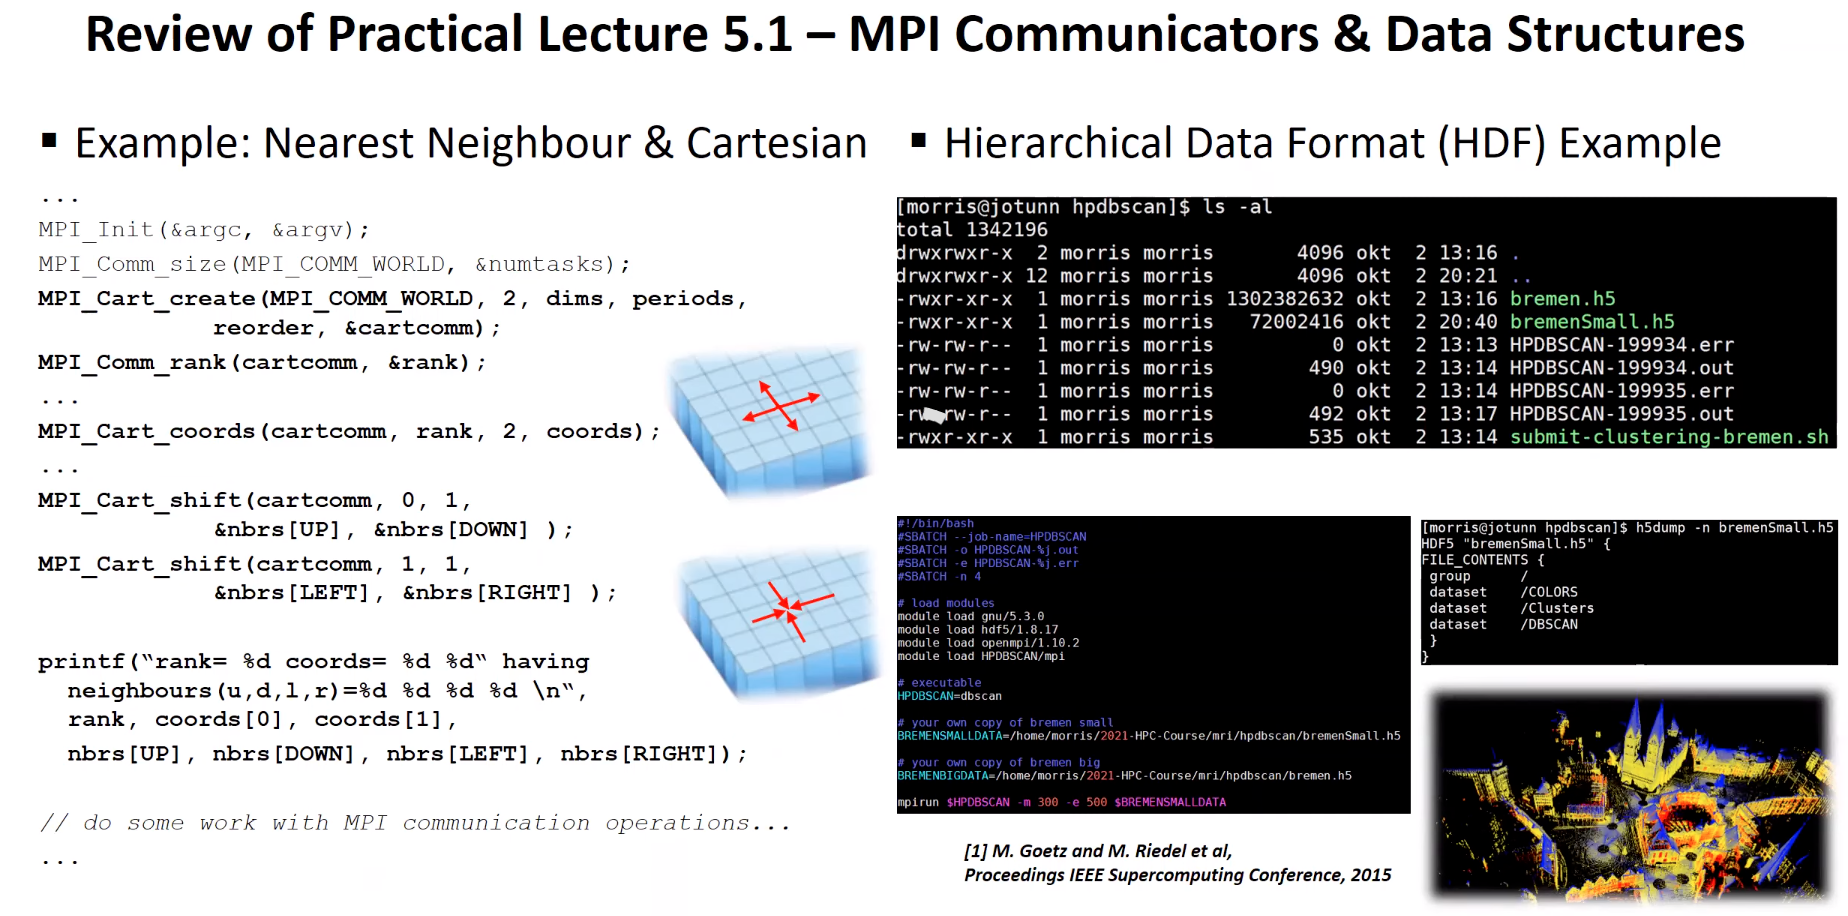 Review of Practical Lecture 5.1 – MPI Communicators & Data Structures
▪ Example: Nearest Neighbour & Cartesian
...
MPI_Init(&argc, &argv);
MPI_Comm_size(MPI_COMM_WORLD, &numtasks);
MPI_Cart_create(MPI_COMM_WORLD, 2, dims, periods,
reorder, &cartcomm);
MPI_Comm_rank(cartcomm, &rank);
...
MPI_Cart_coords(cartcomm, rank, 2, coords);
...
MPI_Cart_shift(cartcomm, 0, 1,
&nbrs[UP], &nbrs[DOWN] );
MPI_Cart_shift(cartcomm, 1, 1,
&nbrs[LEFT], &nbrs[RIGHT] );
printf(“rank= %d coords= %d %d“ having
neighbours(u,d,l,r)=%d %d %d %d \n“,
rank, coords[0], coords[1],
nbrs[UP], nbrs[DOWN], nbrs[LEFT], nbrs[RIGHT]);
// do some work with MPI communication operations...
...
▪ Hierarchical Data Format (HDF) Example
[morris@jotunn hpdbscan]$ ls -al
total 1342196
drwxrwxr-x 2 morris morris 4096 okt 2 13:16 .
drwxrwxr-x 12 morris morris 4096 okt 2 20:21 ..
-rwxr-xr-x 1 morris morris 1302382632 okt 2 13:16 bremen.h5
-rwxr-xr-x 1 morris morris 72002416 okt 2 20:40 bremenSmall.h5
-rw-rw-r-- 1 morris morris 0 okt 2 13:13 HPDBSCAN-199934.err
-rw-rw-r-- 1 morris morris 490 okt 2 13:14 HPDBSCAN-199934.out
-rw-rw-r-- 1 morris morris 0 okt 2 13:14 HPDBSCAN-199935.err
-rw-rw-r-- 1 morris morris 492 okt 2 13:17 HPDBSCAN-199935.out
-rwxr-xr-x 1 morris morris 535 okt 2 13:14 submit-clustering-bremen.sh
#!/bin/bash
#SBATCH --job-name=HPDBSCAN
#SBATCH -o HPDBSCAN-%j.out
#SBATCH -e HPDBSCAN-%j.err
#SBATCH -n 4
# load modules
module load gnu/5.3.0
module load hdf5/1.8.17
module load openmpi/1.10.2
module load HPDBSCAN/mpi
# executable
HPDBSCAN=dbscan
# your own copy of bremen small
BREMENSMALLDATA=/home/morris/2021-HPC-Course/mri/hpdbscan/bremenSmall.h5
# your own copy of bremen big
BREMENBIGDATA=/home/morris/2021-HPC-Course/mri/hpdbscan/bremen.h5
mpirun $HPDBSCAN -m 300 -e 500 $BREMENSMALLDATA
[morris@jotunn hpdbscan]$ h5dump -n bremenSmall.h5
HDF5 "bremenSmall.h5" {
FILE_CONTENTS {
group /
dataset /COLORS
dataset /Clusters
dataset /DBSCAN
}
}
[1] M. Goetz and M. Riedel et al,
Proceedings IEEE Supercomputing Conference, 2015